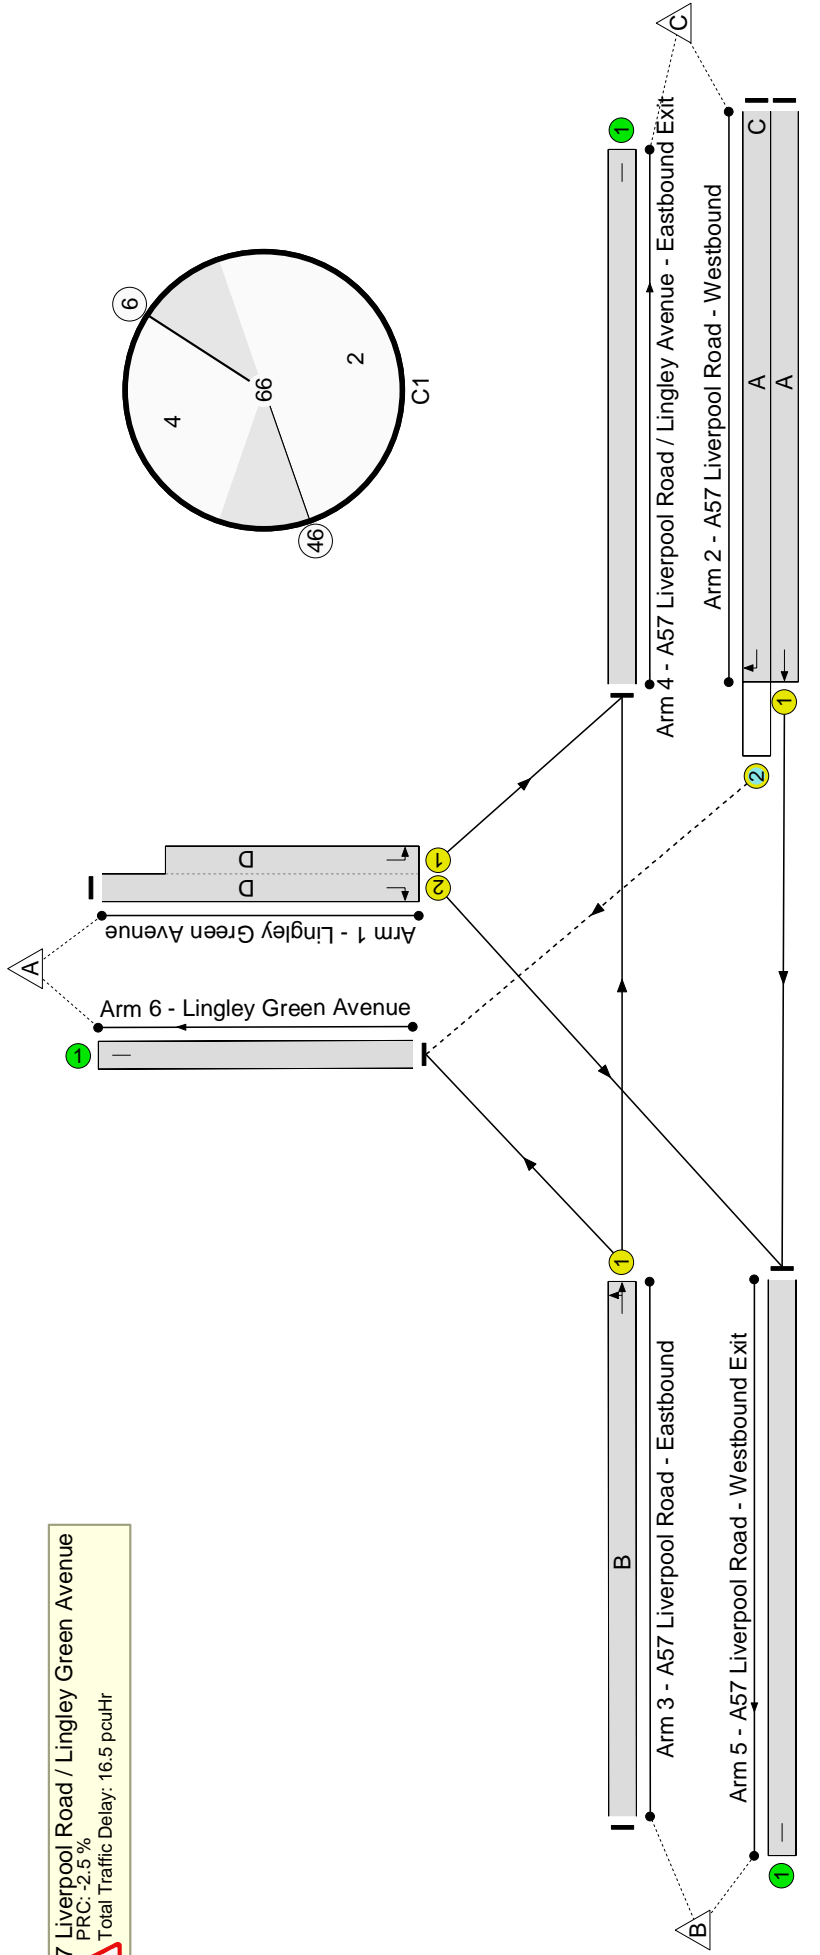 7 Liverpool Road / Lingley Green Avenue
PRC: -2.5 %
Total Traffic Delay: 16.5 pcuHr
C1
66
6
46
4
2
A
Arm 1 - Lingley Green Avenue
D
D
1
2
Arm 6 - Lingley Green Avenue
1
B
Arm 3 - A57 Liverpool Road - Eastbound
B
1
Arm 5 - A57 Liverpool Road - Westbound Exit
1
C
Arm 4 - A57 Liverpool Road / Lingley Avenue - Eastbound Exit
1
Arm 2 - A57 Liverpool Road - Westbound
C
A
A
2
1